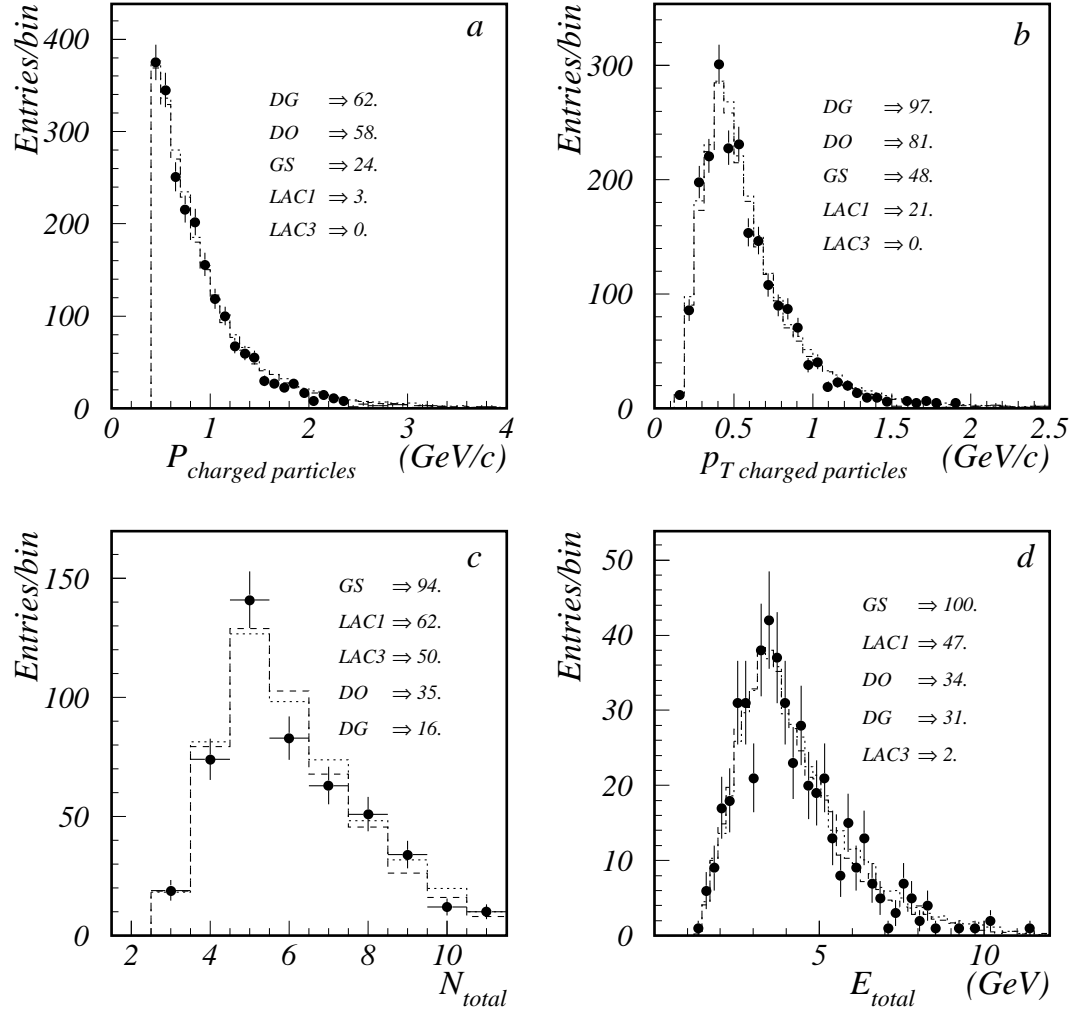 a
Entries/bin
400
300
200
100
0
DG ⇒ 62.
DO ⇒ 58.
GS ⇒ 24.
LAC1 ⇒ 3.
LAC3 ⇒ 0.
0 1 2 3 4
P charged particles (GeV/c)
b
Entries/bin
300
200
100
0
DG ⇒ 97.
DO ⇒ 81.
GS ⇒ 48.
LAC1 ⇒ 21.
LAC3 ⇒ 0.
0 0.5 1 1.5 2 2.5
p T charged particles (GeV/c)
c
Entries/bin
150
100
50
0
GS ⇒ 94.
LAC1 ⇒ 62.
LAC3 ⇒ 50.
DO ⇒ 35.
DG ⇒ 16.
2 4 6 8 10
N total
d
Entries/bin
50
40
30
20
10
0
GS ⇒ 100.
LAC1 ⇒ 47.
DO ⇒ 34.
DG ⇒ 31.
LAC3 ⇒ 2.
5 10
E total (GeV)